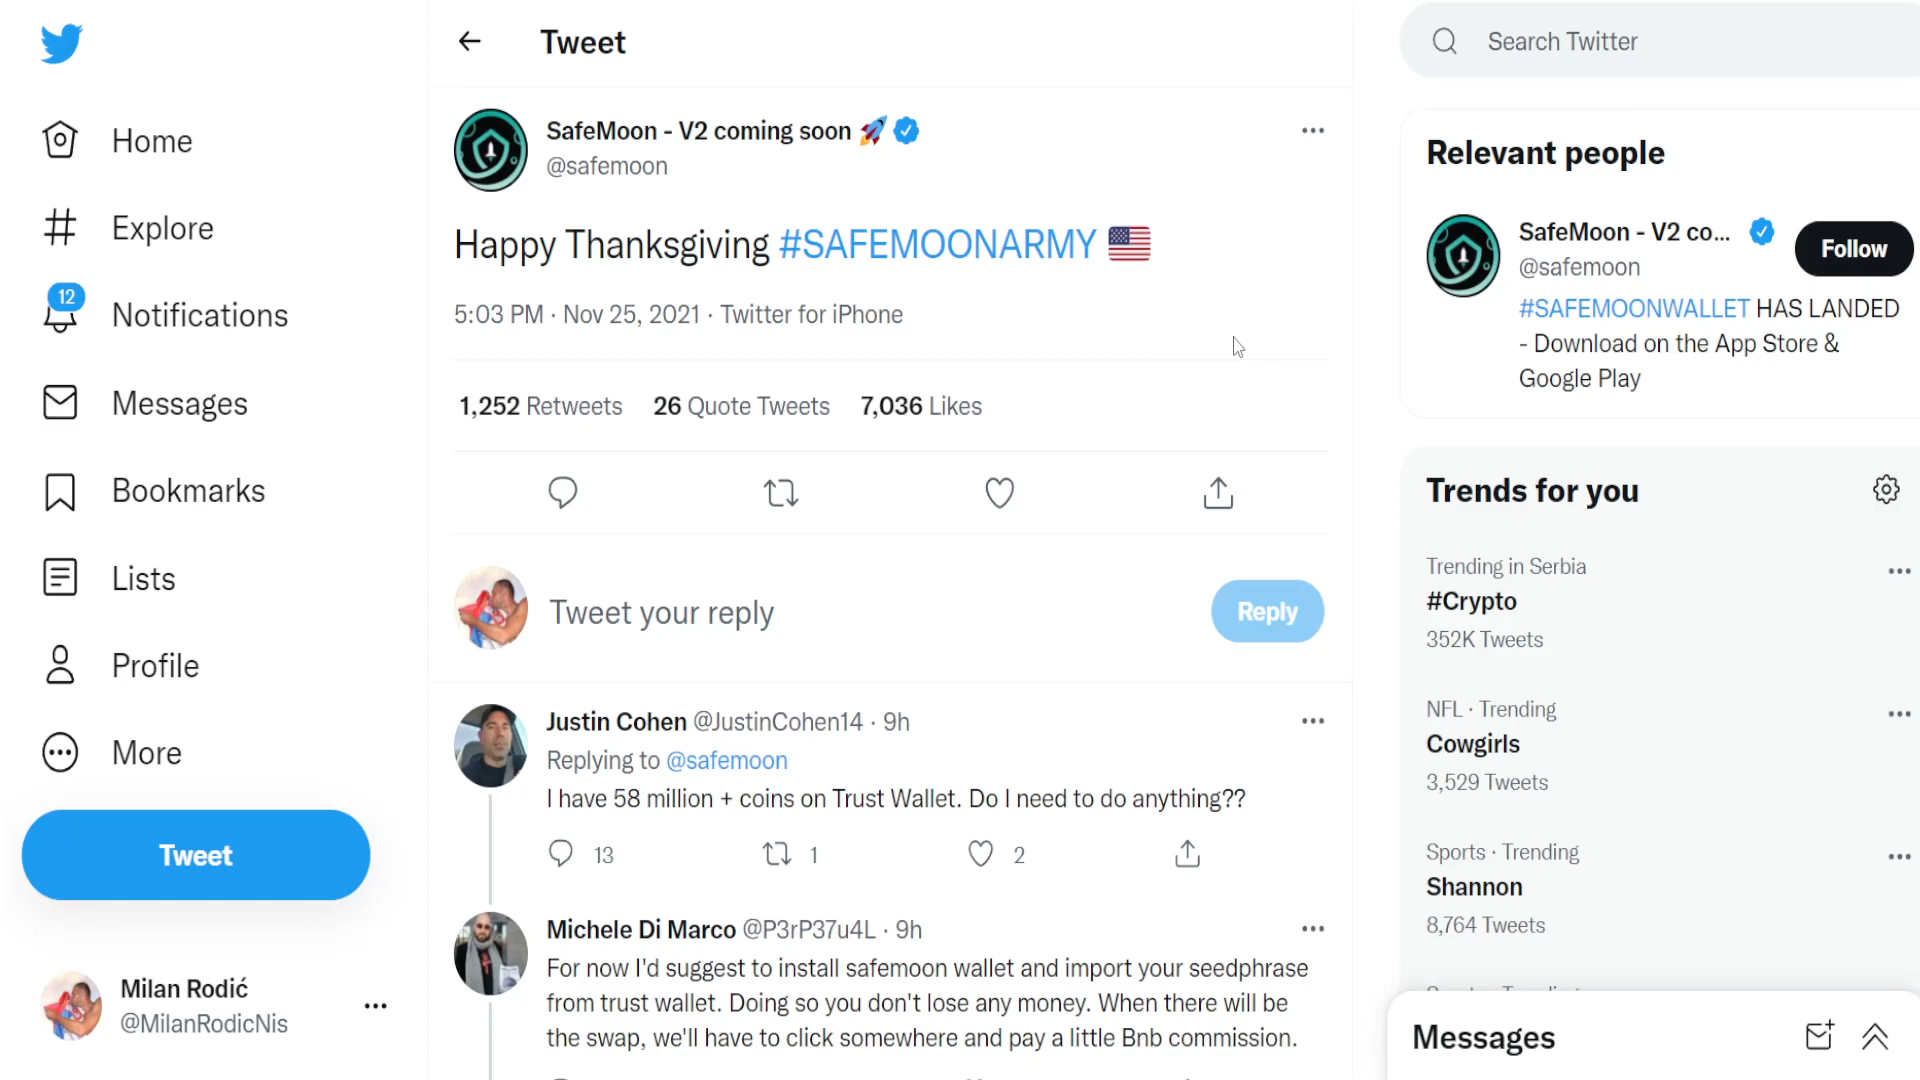 Home
Explore
12
Notifications
Messages
Bookmarks
Lists
Profile
More
Tweet
Milan Rodić
@MilanRodicNis
Tweet
SafeMoon - V2 coming soon 🚀
@safemoon
Happy Thanksgiving #SAFEMOONARMY 🇺🇸
5:03 PM · Nov 25, 2021 · Twitter for iPhone
1,252 Retweets 26 Quote Tweets 7,036 Likes
Tweet your reply
Reply
Justin Cohen @JustinCohen14 · 9h
Replying to @safemoon
I have 58 million + coins on Trust Wallet. Do I need to do anything??
13 1 2
Michele Di Marco @P3rP37u4L · 9h
For now I'd suggest to install safemoon wallet and import your seedphrase
from trust wallet. Doing so you don't lose any money. When there will be
the swap, we'll have to click somewhere and pay a little Bnb commission.
Search Twitter
Relevant people
SafeMoon - V2 co...
@safemoon
Follow
#SAFEMOONWALLET HAS LANDED
- Download on the App Store &
Google Play
Trends for you
Trending in Serbia
#Crypto
352K Tweets
NFL · Trending
Cowgirls
3,529 Tweets
Sports · Trending
Shannon
8,764 Tweets
Messages